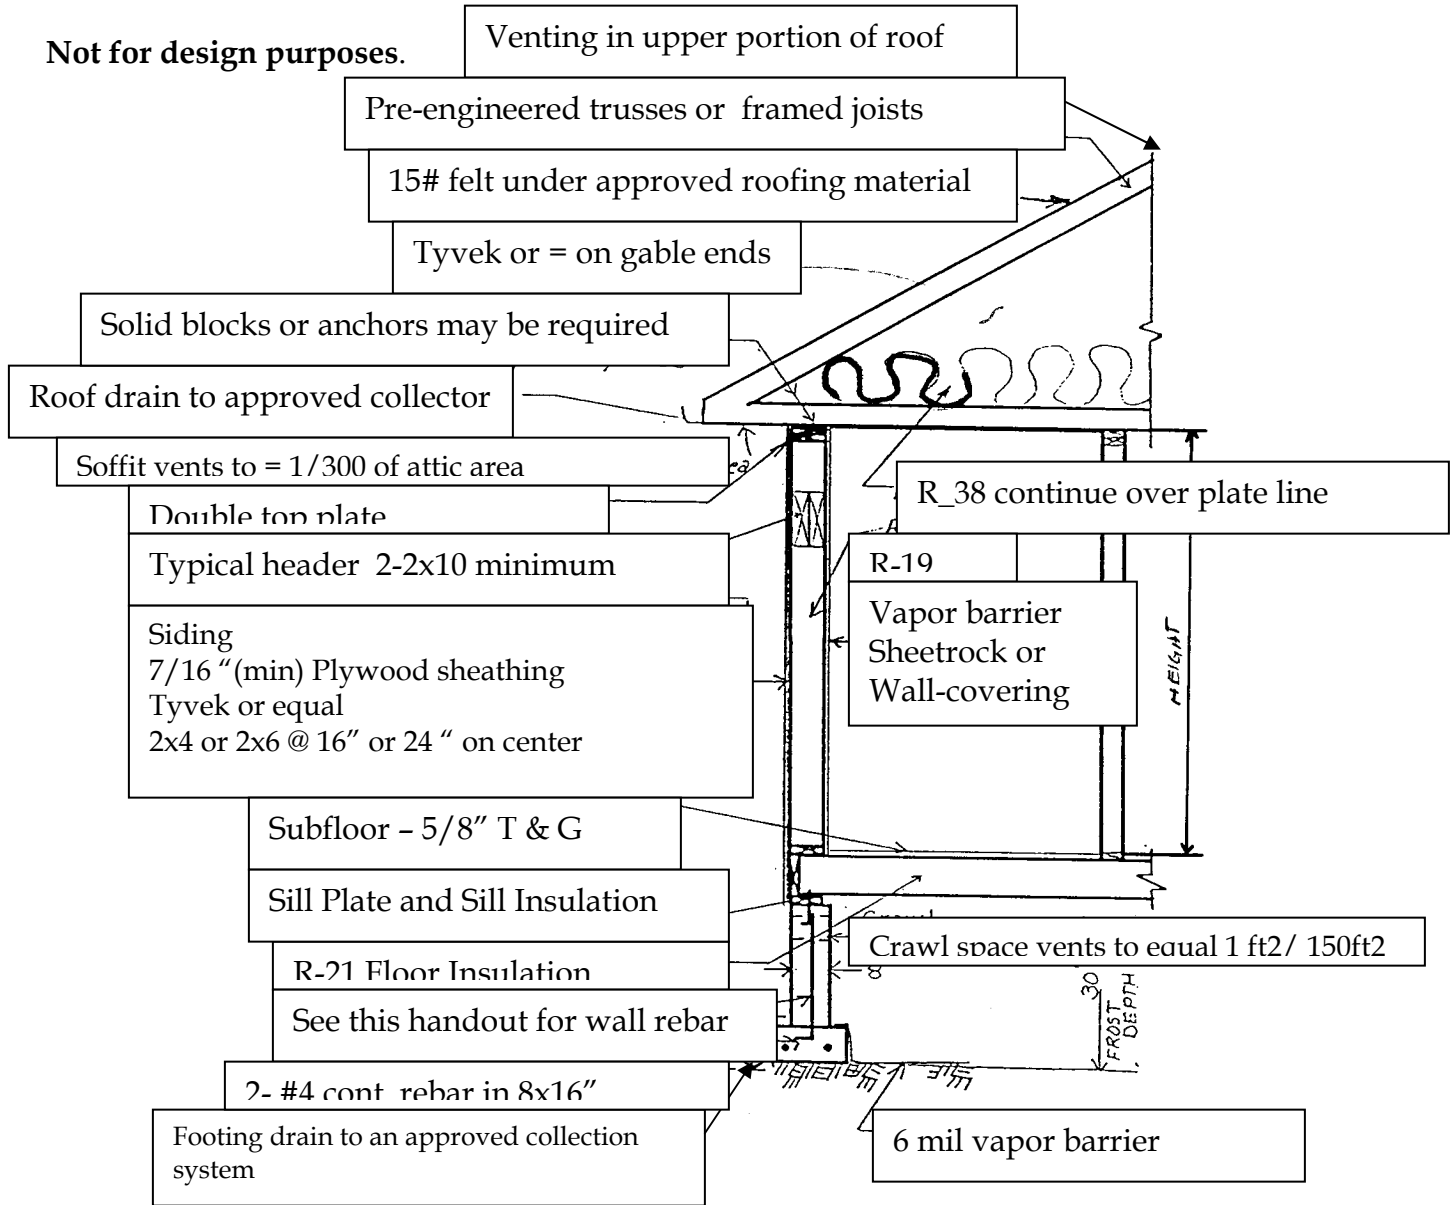 Not for design purposes.
Venting in upper portion of roof
Pre-engineered trusses or framed joists
15# felt under approved roofing material
Tyvek or = on gable ends
Solid blocks or anchors may be required
Roof drain to approved collector
Soffit vents to = 1/300 of attic area
R_38 continue over plate line
Double top plate
Typical header 2-2x10 minimum
R-19
Siding
7/16 “(min) Plywood sheathing
Tyvek or equal
2x4 or 2x6 @ 16” or 24 “ on center
Vapor barrier
Sheetrock or
Wall-covering
HEIGHT
Subfloor – 5/8” T & G
Sill Plate and Sill Insulation
Crawl space vents to equal 1 ft2/ 150ft2
R-21 Floor Insulation
8
30
FROST
DEPTH
See this handout for wall rebar
2- #4 cont rebar in 8x16”
Footing drain to an approved collection
system
6 mil vapor barrier